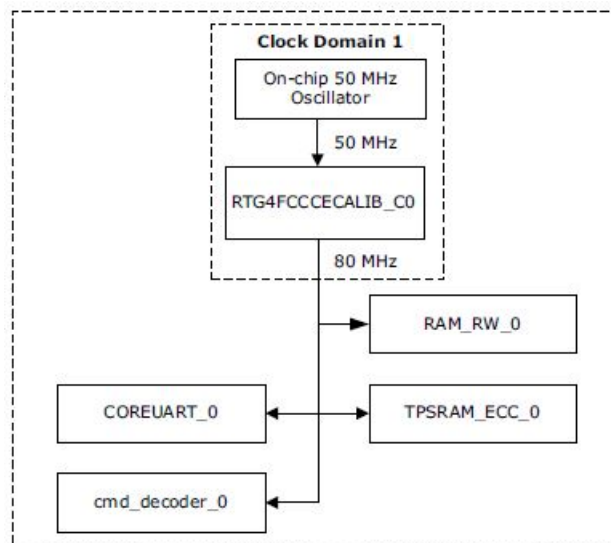 Clock Domain 1
On-chip 50 MHz
Oscillator
50 MHz
RTG4FCCCECALIB_C0
80 MHz
RAM_RW_0
COREUART_0
TPSRAM_ECC_0
cmd_decoder_0